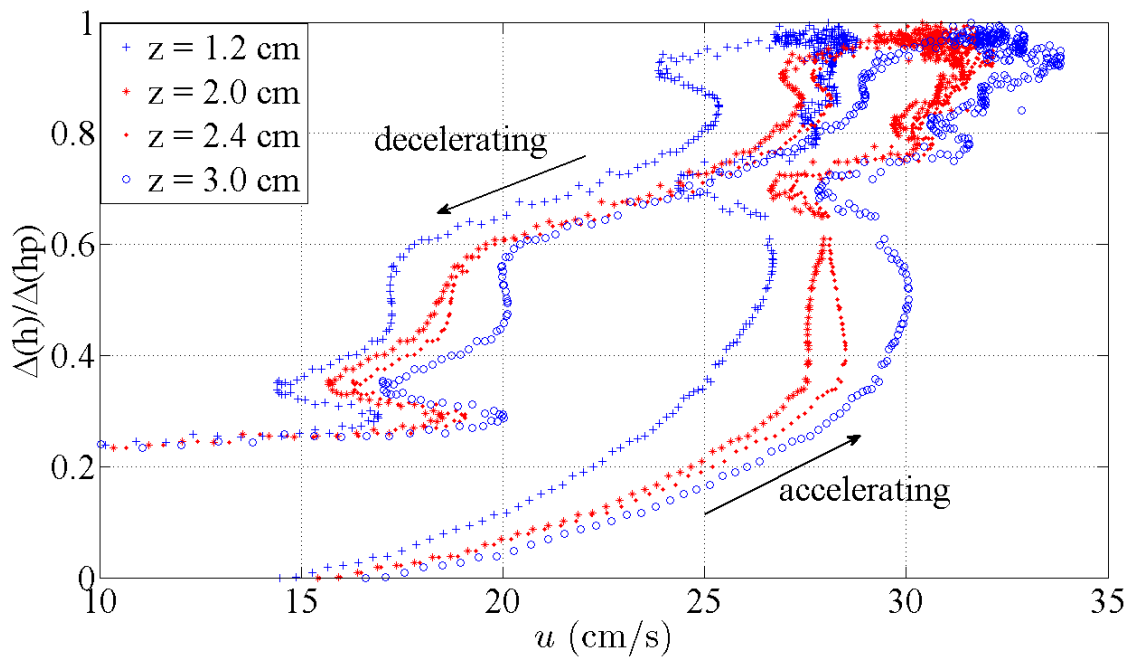 1
0.8
0.6
0.4
0.2
0
Δ(h)/Δ(hp)
z = 1.2 cm
z = 2.0 cm
z = 2.4 cm
z = 3.0 cm
decelerating
accelerating
10 15 20 25 30 35
u (cm/s)